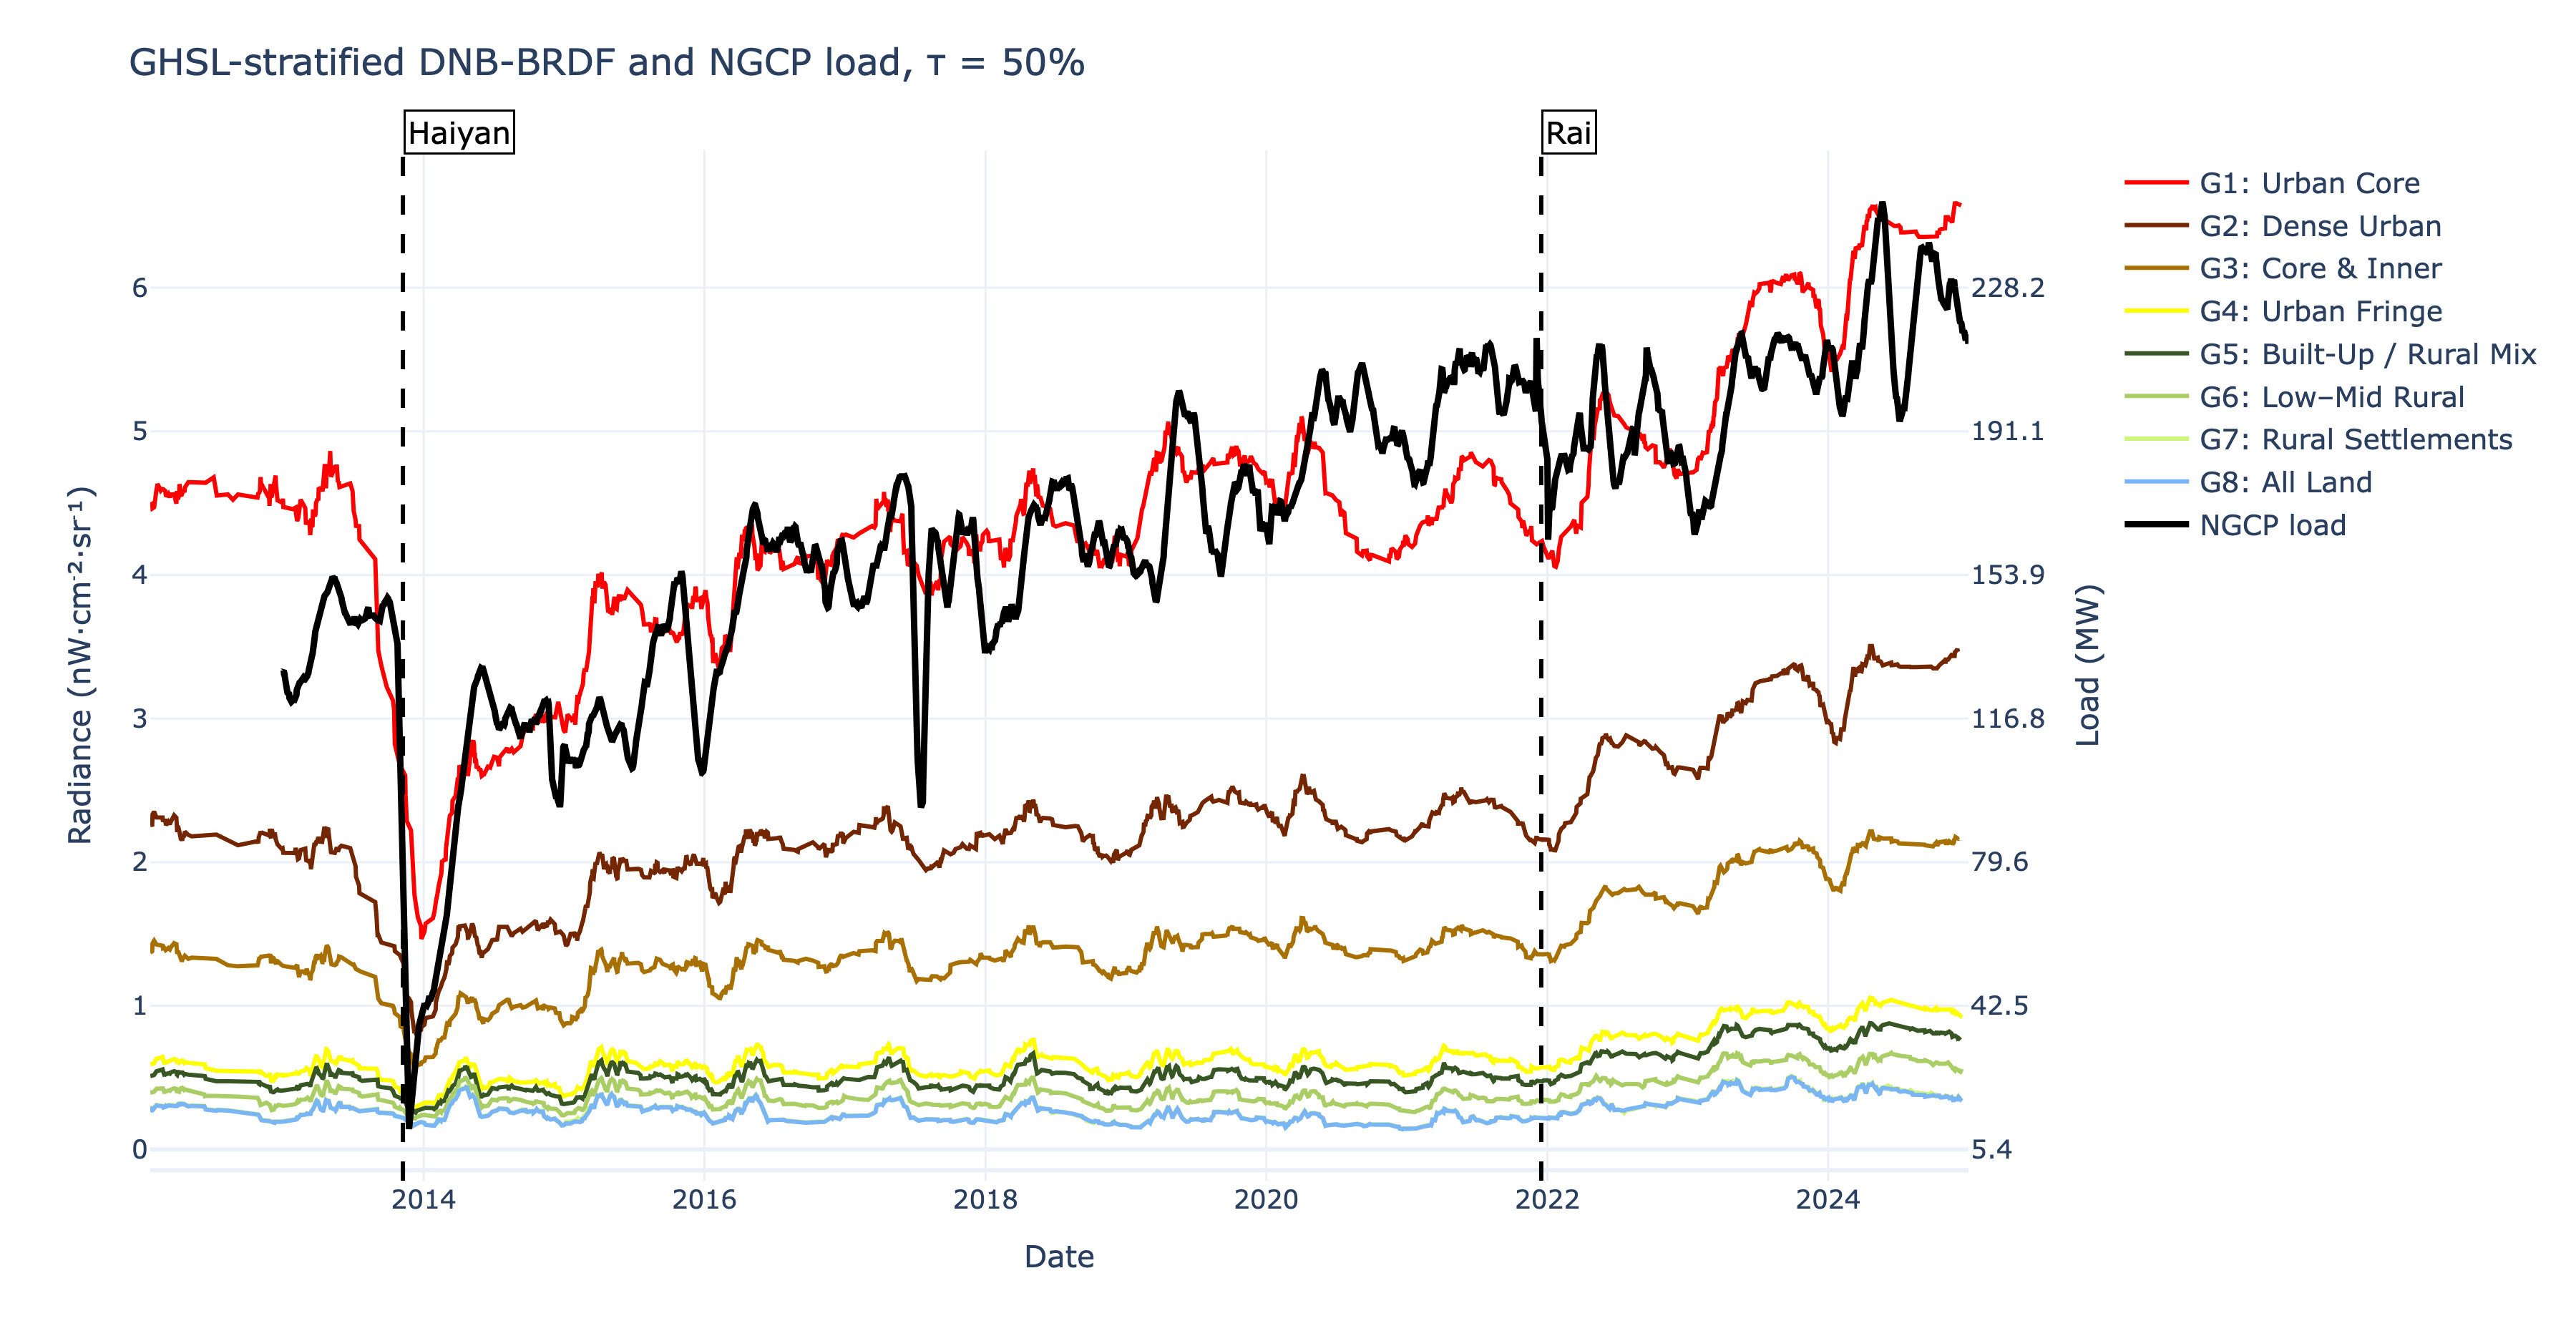 GHSL-stratified DNB-BRDF and NGCP load, τ = 50%
Haiyan
Rai
G1: Urban Core
G2: Dense Urban
G3: Core & Inner
G4: Urban Fringe
G5: Built-Up / Rural Mix
G6: Low–Mid Rural
G7: Rural Settlements
G8: All Land
NGCP load
Radiance (nW·cm⁻²·sr⁻¹)
6
5
4
3
2
1
0
228.2
191.1
153.9
116.8
79.6
42.5
5.4
Load (MW)
2014
2016
2018
2020
2022
2024
Date